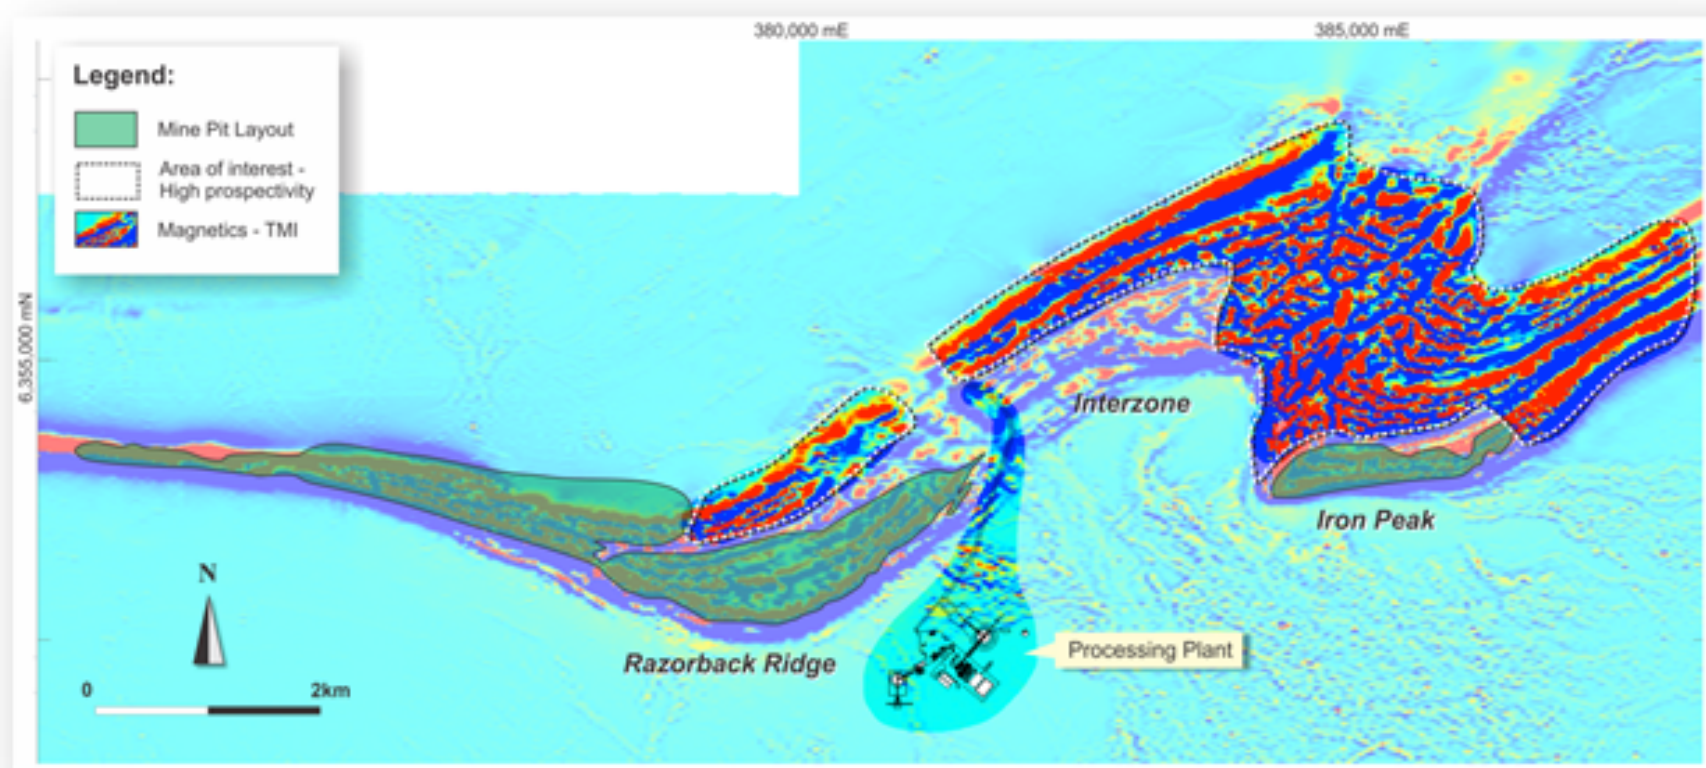 380,000 mE
385,000 mE
Legend:
Mine Pit Layout
Area of interest -
High prospectivity
Magnetics - TMI
6,355,000 mN
Interzone
Iron Peak
N
Razorback Ridge
Processing Plant
0
2km